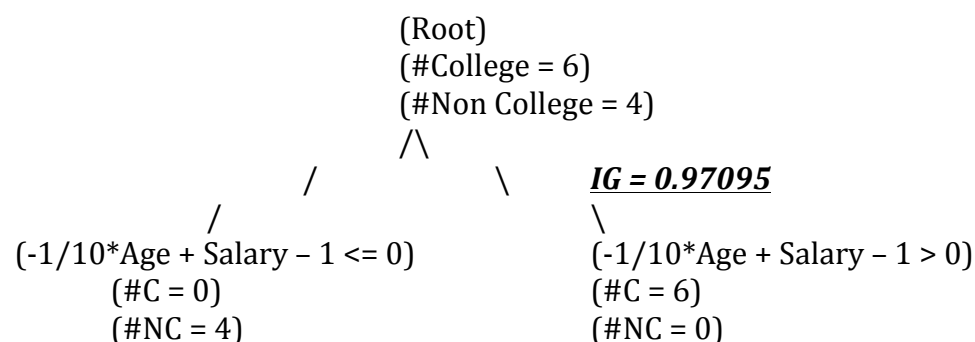 (Root)
(#College = 6)
(#Non College = 4)
/\
/ \ IG = 0.97095
/ \
(-1/10*Age + Salary – 1 <= 0) (-1/10*Age + Salary – 1 > 0)
(#C = 0) (#C = 6)
(#NC = 4) (#NC = 0)